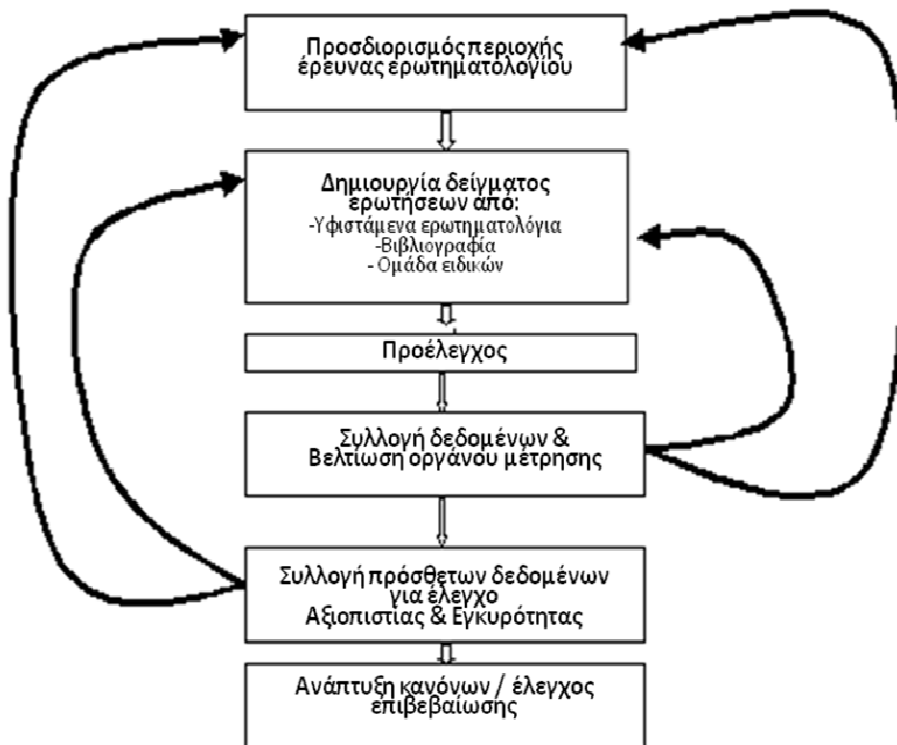 Προσδιορισμός περιοχής
έρευνας ερωτηματολογίου
Δημιουργία δείγματος
ερωτήσεων από:
-Υφιστάμενα ερωτηματολόγια
-Βιβλιογραφία
- Ομάδα ειδικών
Προέλεγχος
Συλλογή δεδομένων &
Βελτίωση οργάνου μέτρησης
Συλλογή πρόσθετων δεδομένων
για έλεγχο
Αξιοπιστίας & Εγκυρότητας
Ανάπτυξη κανόνων / έλεγχος
επιβεβαίωσης